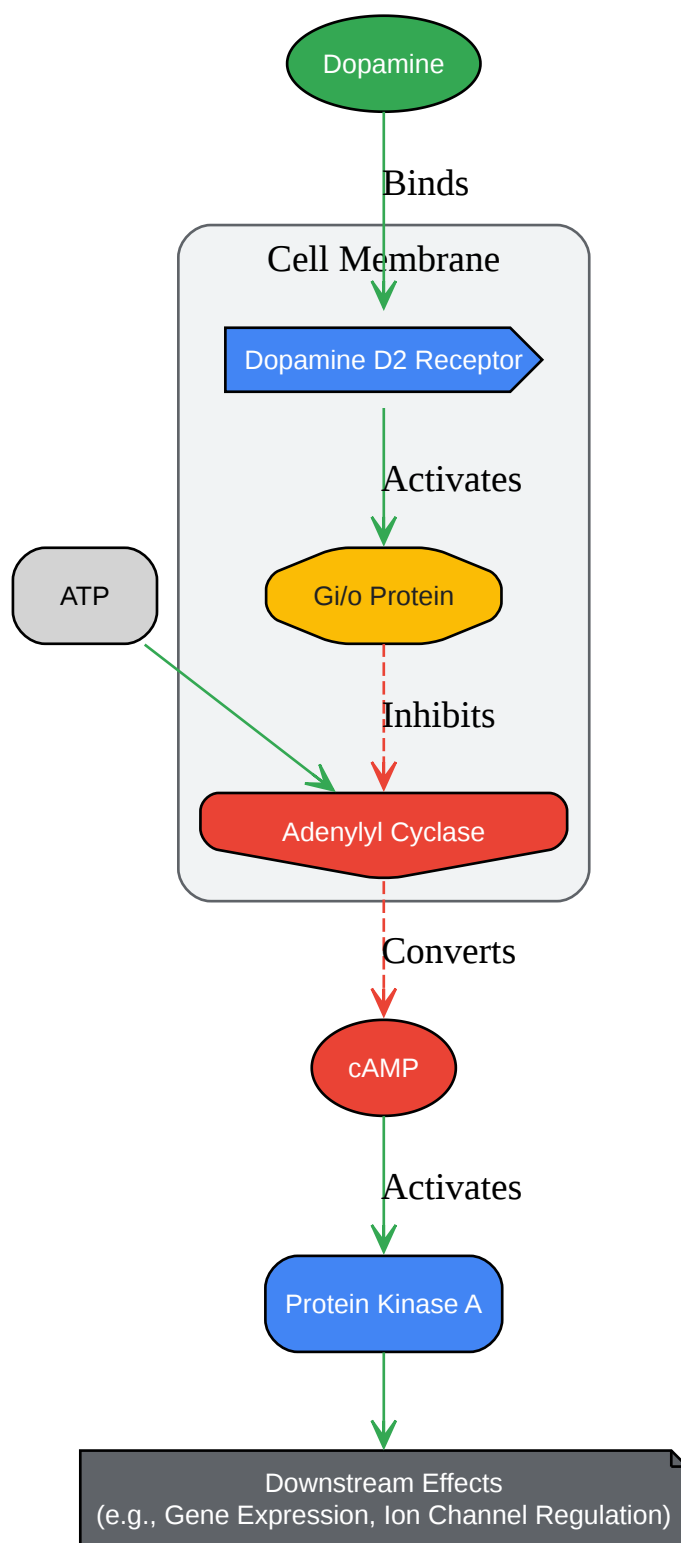 Dopamine
Binds
Cell Membrane
Dopamine D2 Receptor
Activates
ATP
Gi/o Protein
Inhibits
Adenylyl Cyclase
Converts
cAMP
Activates
Protein Kinase A
Downstream Effects
(e.g., Gene Expression, Ion Channel Regulation)